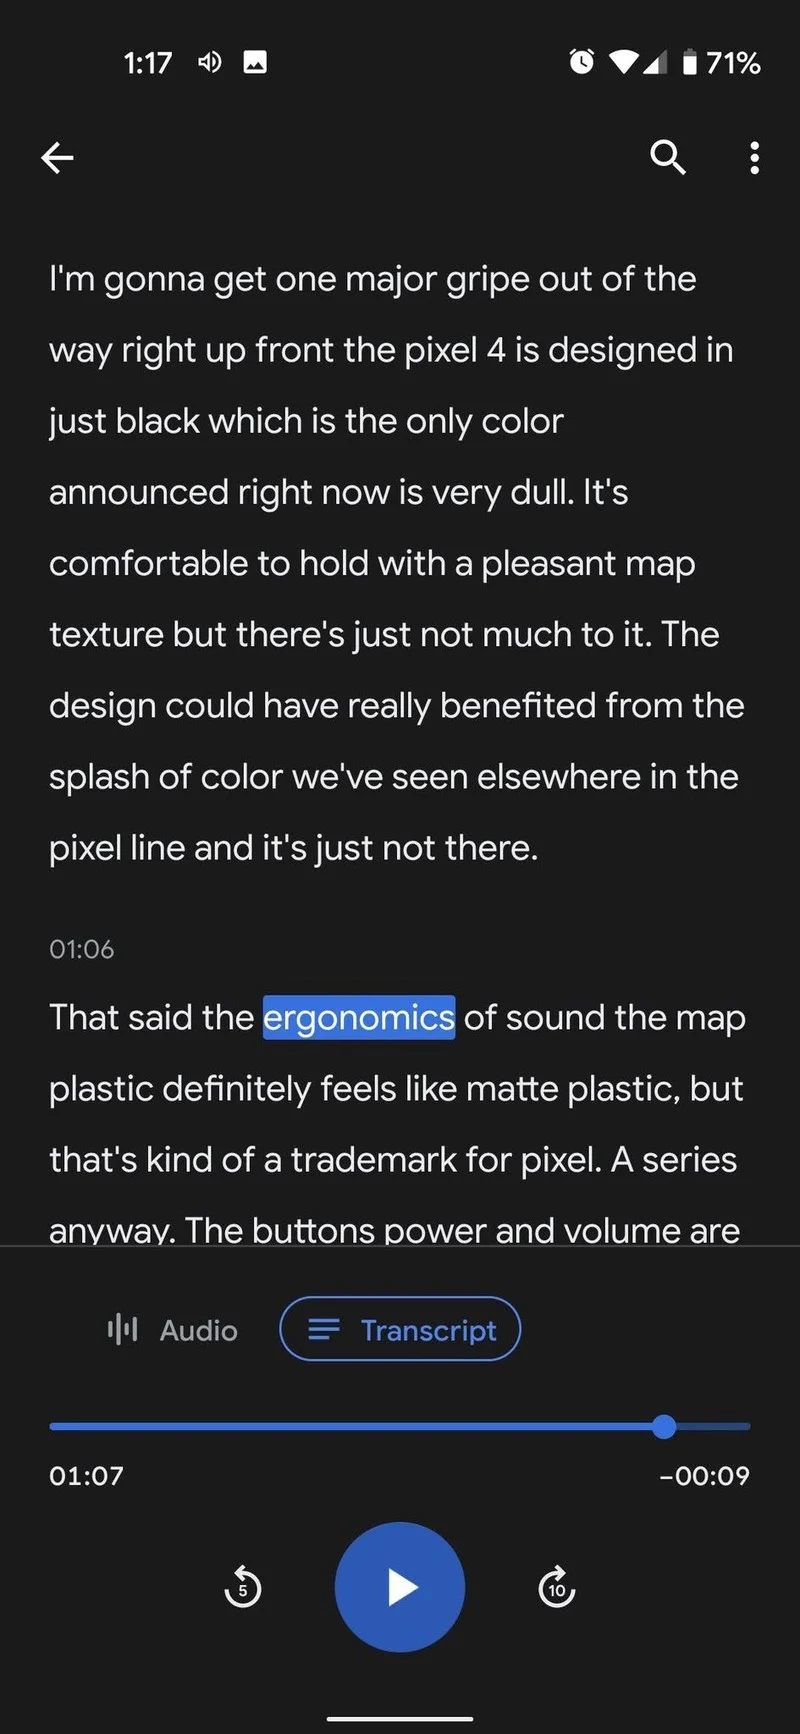 1:17 71%
I'm gonna get one major gripe out of the
way right up front the pixel 4 is designed in
just black which is the only color
announced right now is very dull. It's
comfortable to hold with a pleasant map
texture but there's just not much to it. The
design could have really benefited from the
splash of color we've seen elsewhere in the
pixel line and it's just not there.
01:06
That said the ergonomics of sound the map
plastic definitely feels like matte plastic, but
that's kind of a trademark for pixel. A series
anyway. The buttons power and volume are
Audio Transcript
01:07 -00:09
5 10